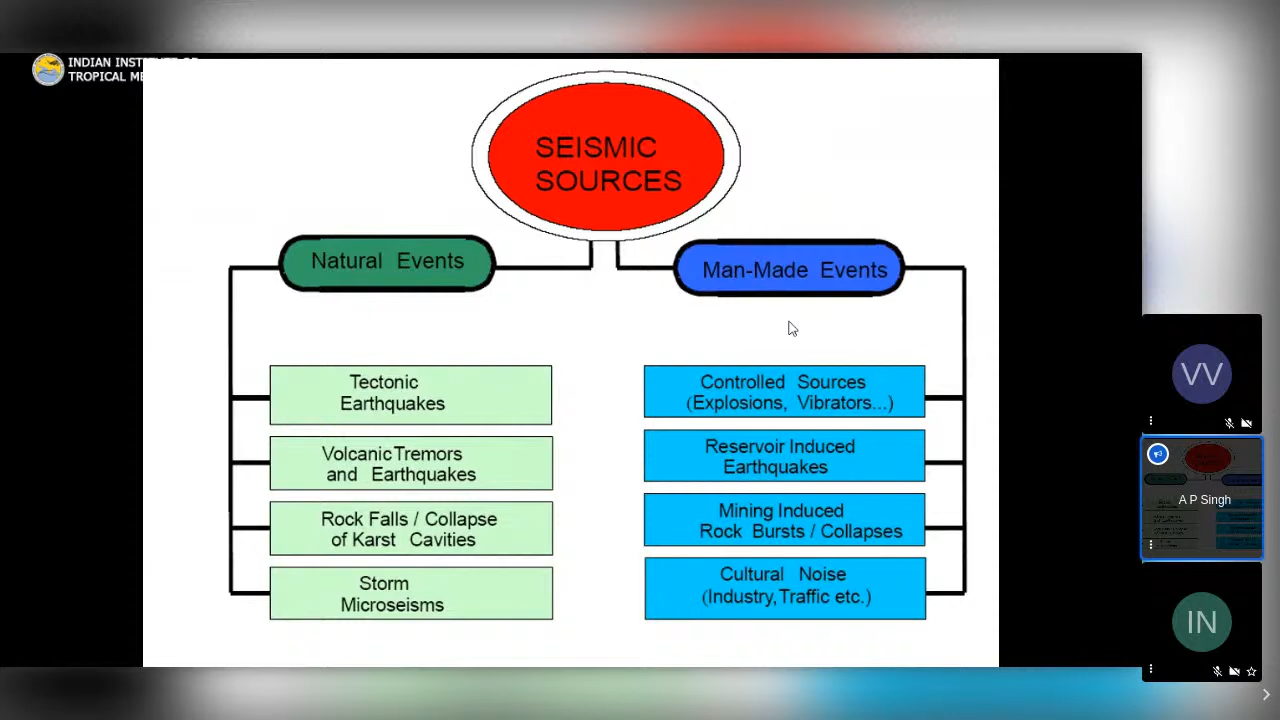 INDIAN INSTITUTE OF
TROPICAL ME
SEISMIC
SOURCES
Natural Events
Man-Made Events
Tectonic
Earthquakes
Volcanic Tremors
and Earthquakes
Rock Falls / Collapse
of Karst Cavities
Storm
Microseisms
Controlled Sources
(Explosions, Vibrators...)
Reservoir Induced
Earthquakes
Mining Induced
Rock Bursts / Collapses
Cultural Noise
(Industry, Traffic etc.)
VV
A P Singh
IN